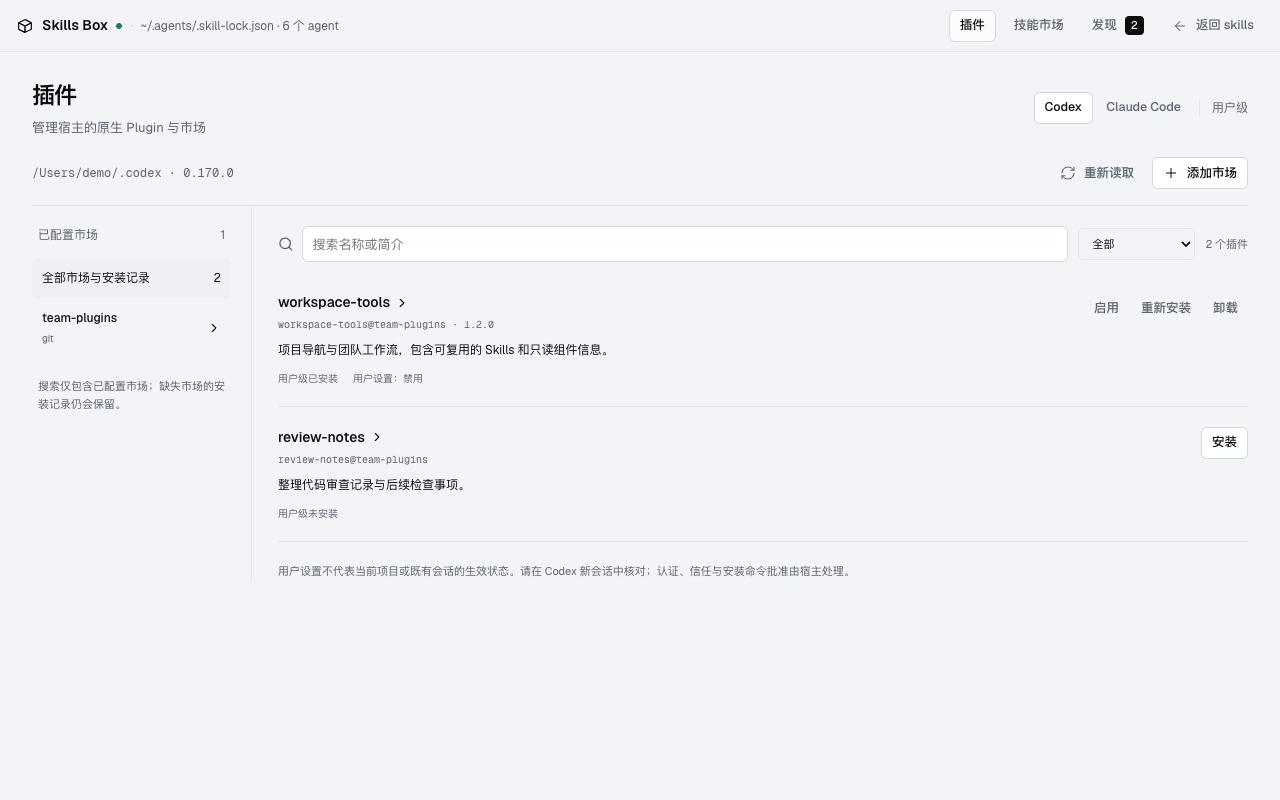 Skills Box · ~/.agents/.skill-lock.json · 6 个 agent
插件 技能市场 发现 2 返回 skills
插件
管理宿主的原生 Plugin 与市场
Codex Claude Code 用户级
/Users/demo/.codex · 0.170.0
重新读取 添加市场
已配置市场 1
全部市场与安装记录 2
team-plugins
git
搜索仅包含已配置市场；缺失市场的安
装记录仍会保留。
搜索名称或简介 全部 2 个插件
workspace-tools
workspace-tools@team-plugins · 1.2.0
项目导航与团队工作流，包含可复用的 Skills 和只读组件信息。
用户级已安装 用户设置：禁用
启用 重新安装 卸载
review-notes
review-notes@team-plugins
整理代码审查记录与后续检查事项。
用户级未安装
安装
用户设置不代表当前项目或既有会话的生效状态。请在 Codex 新会话中核对；认证、信任与安装命令批准由宿主处理。